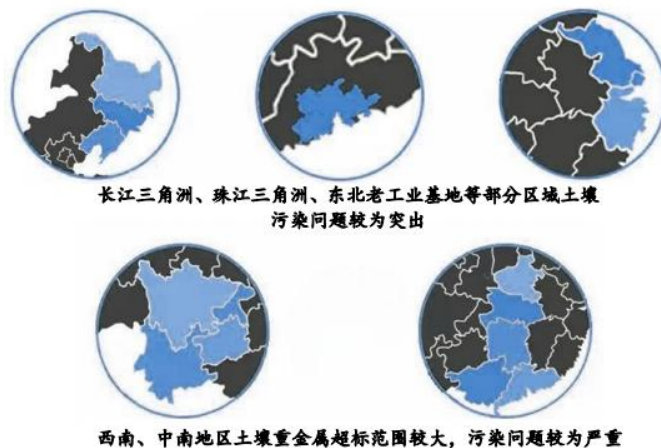 长江三角洲、珠江三角洲、东北老工业基地等部分区域土壤
污染问题较为突出
西南、中南地区土壤重金属超标范围较大，污染问题较为严重